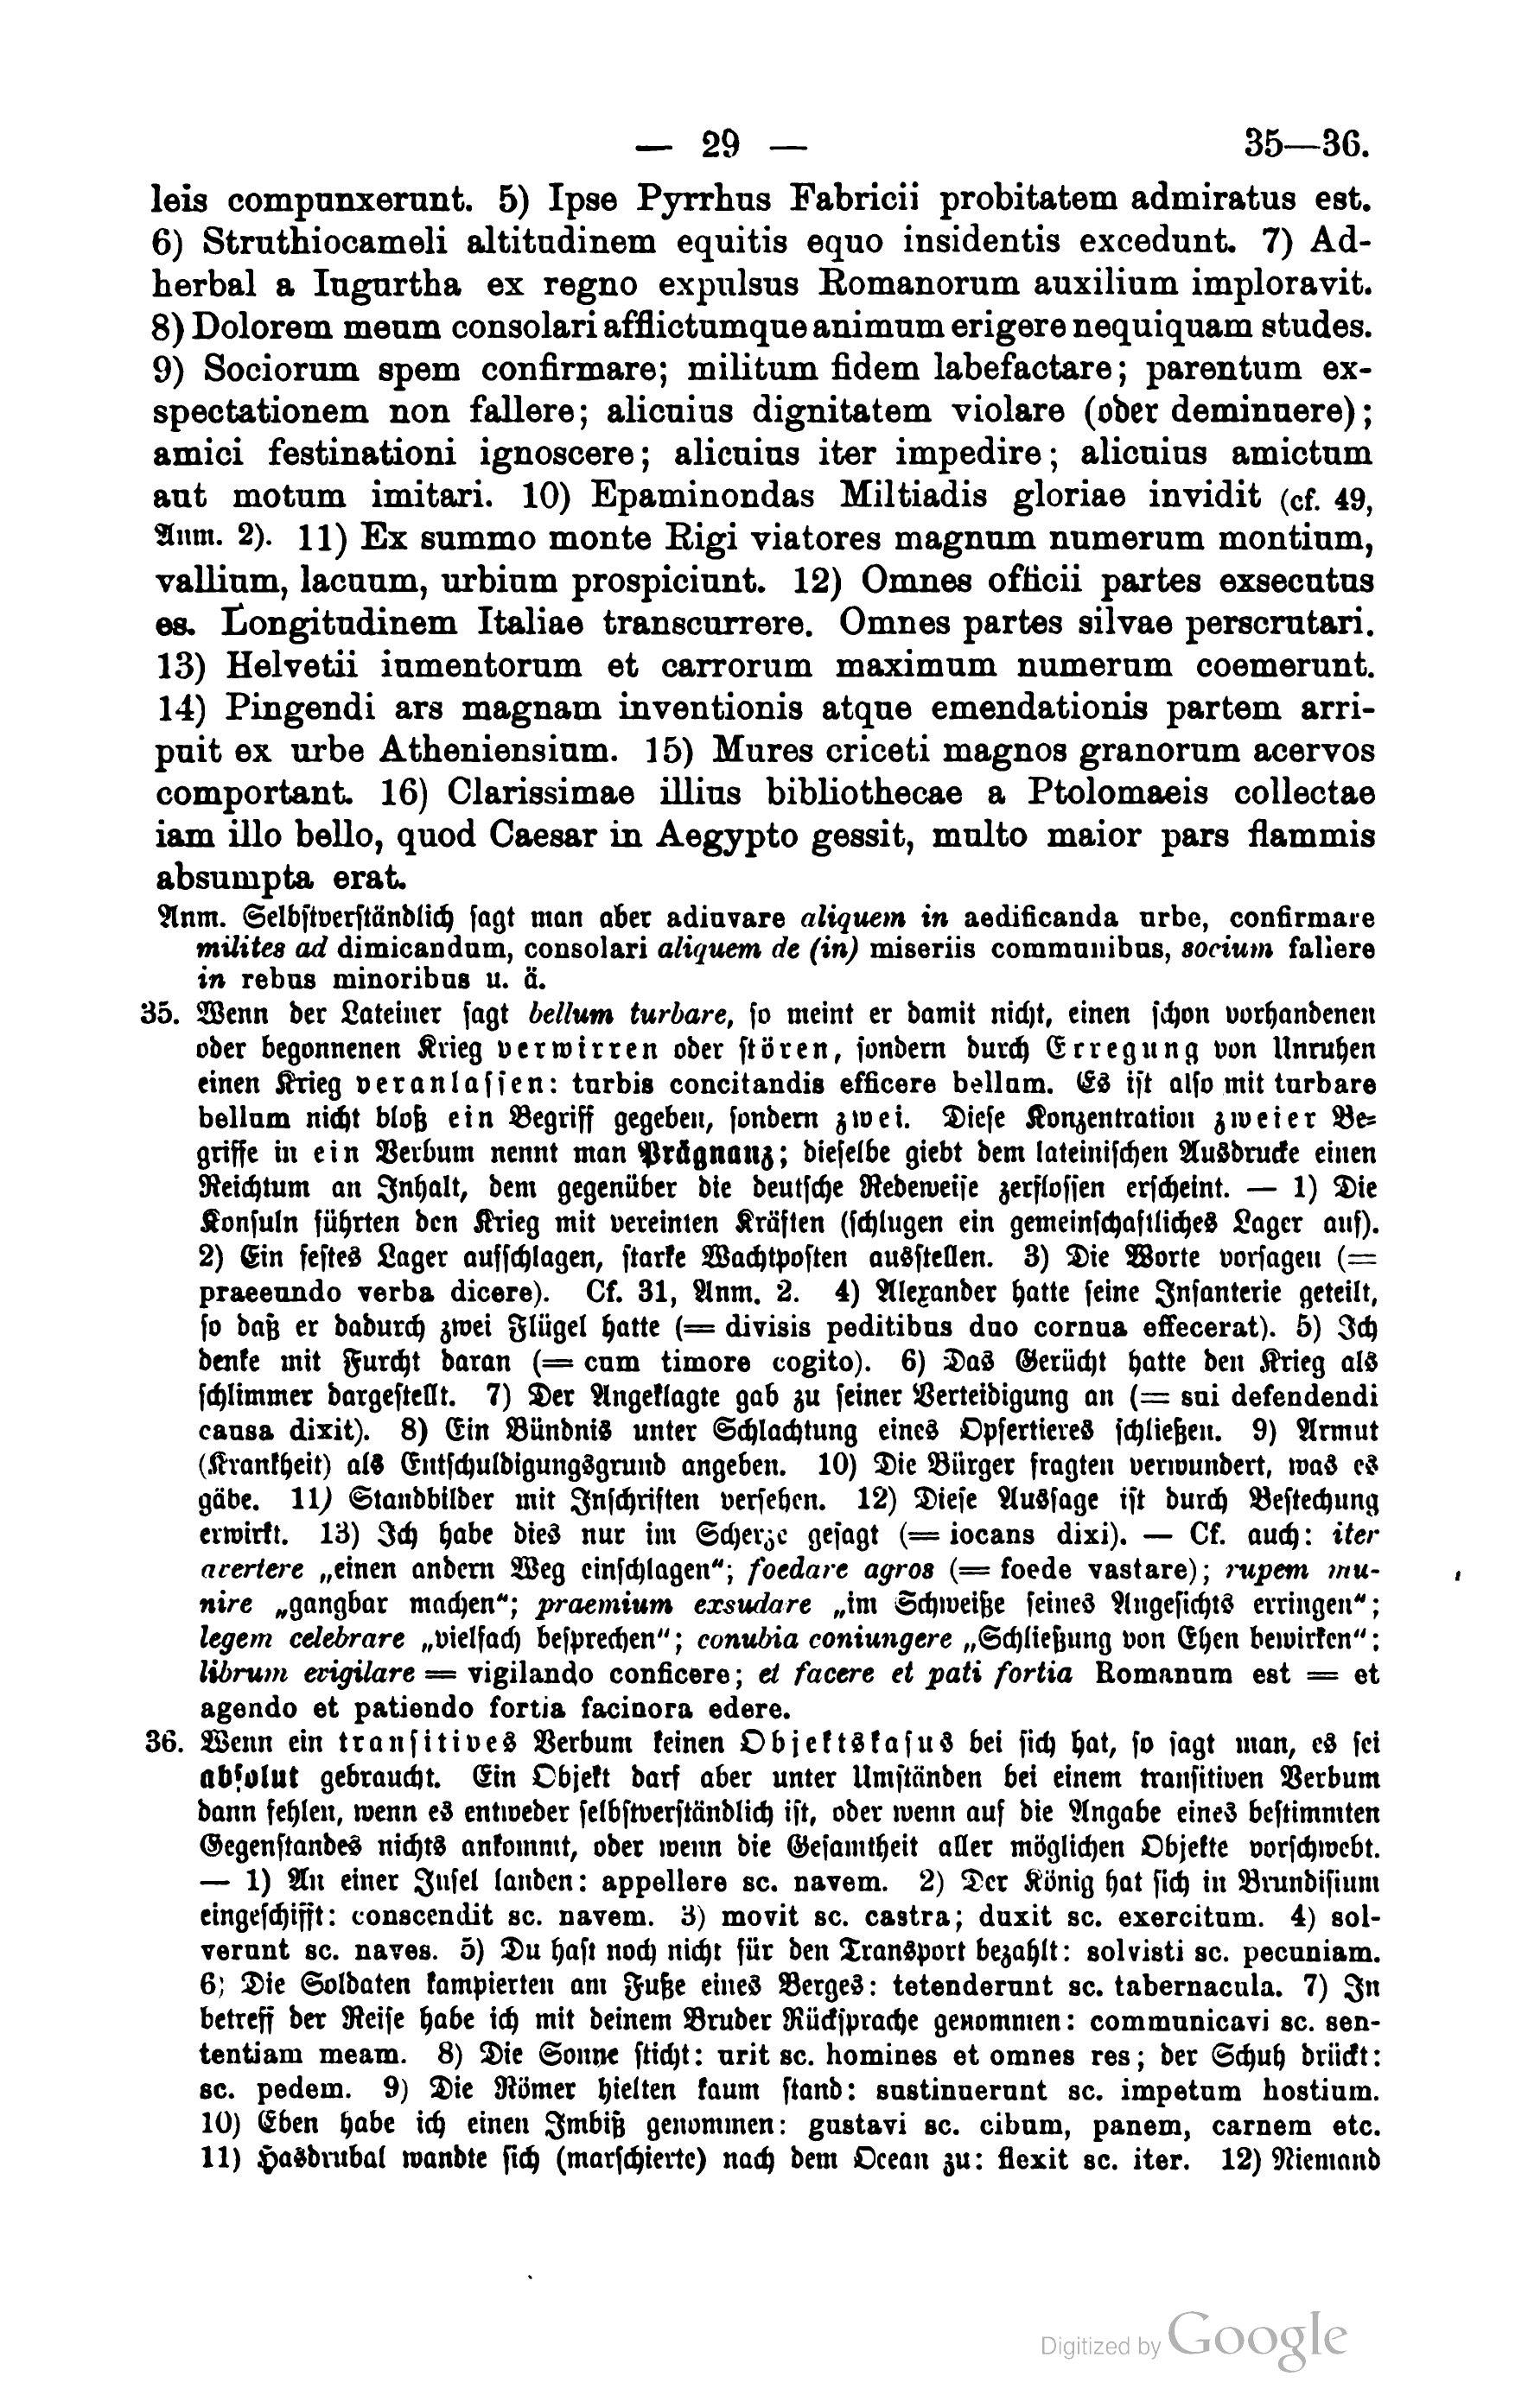 — 29 — 35—36.
leis compunxerunt. 5) Ipse Pyrrhus Fabricii probitatem admiratus est.
6) Struthiocameli altitudinem equitis equo insidentis excedunt. 7) Ad-
herbal a Iugurtha ex regno expulsus Romanorum auxilium imploravit.
8) Dolorem meum consolari afflictumque animum erigere nequiquam studes.
9) Sociorum spem confirmare; militum fidem labefactare; parentum ex-
spectationem non fallere; alicuius dignitatem violare (oder deminuere);
amici festinationi ignoscere; alicuius iter impedire; alicuius amictum
aut motum imitari. 10) Epaminondas Miltiadis gloriae invidit (cf. 49,
Anm. 2). 11) Ex summo monte Rigi viatores magnum numerum montium,
vallium, lacuum, urbium prospiciunt. 12) Omnes officii partes exsecutus
es. Longitudinem Italiae transcurrere. Omnes partes silvae perscrutari.
13) Helvetii iumentorum et carrorum maximum numerum coemerunt.
14) Pingendi ars magnam inventionis atque emendationis partem arri-
puit ex urbe Atheniensium. 15) Mures criceti magnos granorum acervos
comportant. 16) Clarissimae illius bibliothecae a Ptolomaeis collectae
iam illo bello, quod Caesar in Aegypto gessit, multo maior pars flammis
absumpta erat.
Anm. Selbſtverſtändlich ſagt man aber adiuvare aliquem in aedificanda urbe, confirmare
milites ad dimicandum, consolari aliquem de (in) miseriis communibus, socium fallere
in rebus minoribus u. ä.
35. Wenn der Lateiner ſagt bellum turbare, ſo meint er damit nicht, einen ſchon vorhandenen
oder begonnenen Krieg verwirren oder ſtören, ſondern durch Erregung von Unruhen
einen Krieg veranlaſſen: turbis concitandis efficere bellum. Es iſt alſo mit turbare
bellum nicht bloß ein Begriff gegeben, ſondern zwei. Dieſe Konzentration zweier Be-
griffe in ein Verbum nennt man Prägnanz; dieſelbe giebt dem lateiniſchen Ausdrucke einen
Reichtum an Inhalt, dem gegenüber die deutſche Redeweiſe zerfloſſen erſcheint. — 1) Die
Konſuln führten den Krieg mit vereinten Kräften (ſchlugen ein gemeinſchaftliches Lager auf).
2) Ein feſtes Lager aufſchlagen, ſtarke Wachtpoſten ausſtellen. 3) Die Worte vorſagen (=
praeeundo verba dicere). Cf. 31, Anm. 2. 4) Alexander hatte ſeine Infanterie geteilt,
ſo daß er dadurch zwei Flügel hatte (= divisis peditibus duo cornua effecerat). 5) Ich
denke mit Furcht daran (= cum timore cogito). 6) Das Gerücht hatte den Krieg als
ſchlimmer dargeſtellt. 7) Der Angeklagte gab zu ſeiner Verteidigung an (= sui defendendi
causa dixit). 8) Ein Bündnis unter Schlachtung eines Opfertieres ſchließen. 9) Armut
(Krankheit) als Entſchuldigungsgrund angeben. 10) Die Bürger fragten verwundert, was es
gäbe. 11) Standbilder mit Inſchriften verſehen. 12) Dieſe Ausſage iſt durch Beſtechung
erwirkt. 13) Ich habe dies nur im Scherze geſagt (= iocans dixi). — Cf. auch: iter
avertere „einen andern Weg einſchlagen“; foedare agros (= foede vastare); rupem mu-
nire „gangbar machen“; praemium exsudare „im Schweiße ſeines Angeſichts erringen“;
legem celebrare „vielfach beſprechen“; conubia coniungere „Schließung von Ehen bewirken“;
librum evigilare = vigilando conficere; et facere et pati fortia Romanum est = et
agendo et patiendo fortia facinora edere.
36. Wenn ein tranſitives Verbum keinen Objektskaſus bei ſich hat, ſo ſagt man, es ſei
abſolut gebraucht. Ein Objekt darf aber unter Umſtänden bei einem tranſitiven Verbum
dann fehlen, wenn es entweder ſelbſtverſtändlich iſt, oder wenn auf die Angabe eines beſtimmten
Gegenſtandes nichts ankommt, oder wenn die Geſamtheit aller möglichen Objekte vorſchwebt.
— 1) An einer Inſel landen: appellere sc. navem. 2) Der König hat ſich in Brundiſium
eingeſchifft: conscendit sc. navem. 3) movit sc. castra; duxit sc. exercitum. 4) sol-
verunt sc. naves. 5) Du haſt noch nicht für den Transport bezahlt: solvisti sc. pecuniam.
6) Die Soldaten kampierten am Fuße eines Berges: tetenderunt sc. tabernacula. 7) In
betreff der Reiſe habe ich mit deinem Bruder Rückſprache genommen: communicavi sc. sen-
tentiam meam. 8) Die Sonne ſticht: urit sc. homines et omnes res; der Schuh drückt:
sc. pedem. 9) Die Römer hielten kaum ſtand: sustinuerunt sc. impetum hostium.
10) Eben habe ich einen Imbiß genommen: gustavi sc. cibum, panem, carnem etc.
11) Hasdrubal wandte ſich (marſchierte) nach dem Ocean zu: flexit sc. iter. 12) Niemand
Digitized by Google